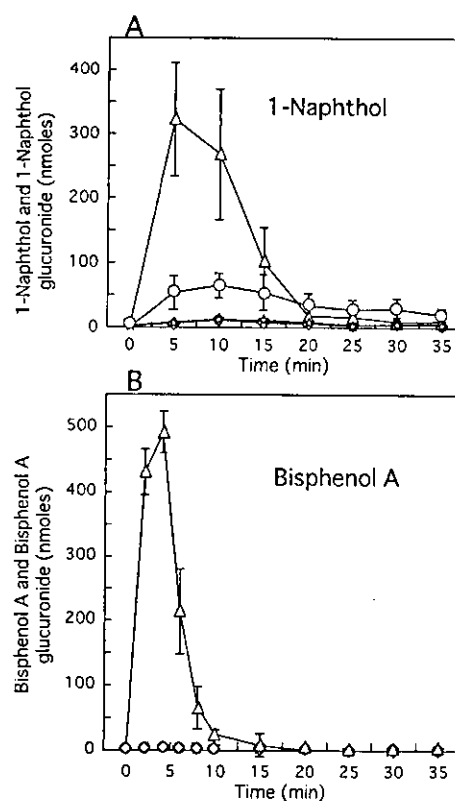 A
1-Naphthol and 1-Naphthol
glucuronide (nmoles)
400
300
200
100
0
1-Naphthol
0 5 10 15 20 25 30 35
Time (min)
B
Bisphenol A and Bisphenol A
glucuronide (nmoles)
500
400
300
200
100
0
Bisphenol A
0 5 10 15 20 25 30 35
Time (min)